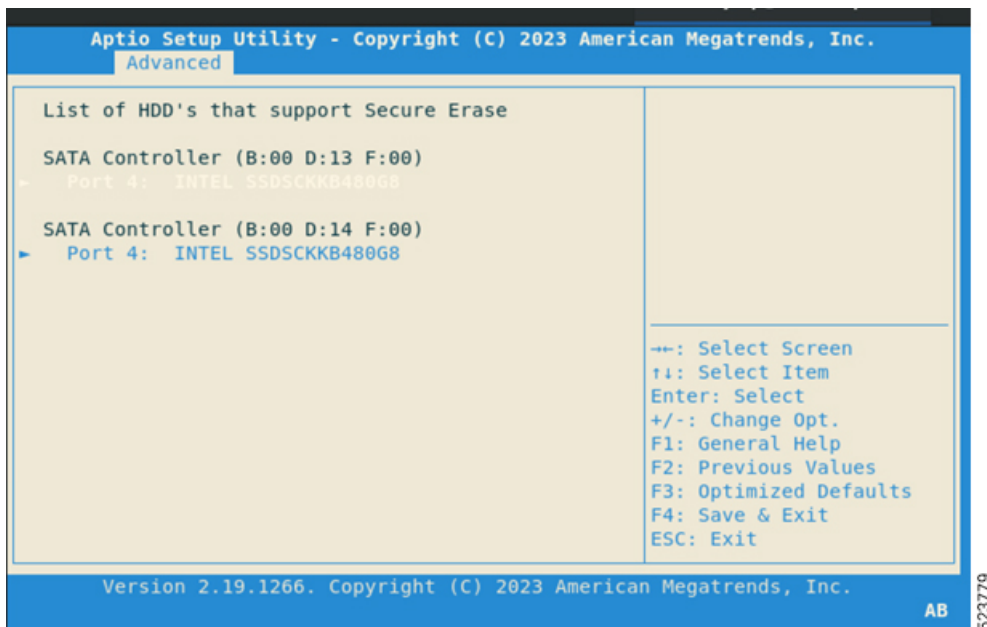 Aptio Setup Utility - Copyright (C) 2023 American Megatrends, Inc.
Advanced
List of HDD's that support Secure Erase
SATA Controller (B:00 D:13 F:00)
► Port 4: INTEL SSDSCKKB480G8
SATA Controller (B:00 D:14 F:00)
► Port 4: INTEL SSDSCKKB480G8
→←: Select Screen
↑↓: Select Item
Enter: Select
+/-: Change Opt.
F1: General Help
F2: Previous Values
F3: Optimized Defaults
F4: Save & Exit
ESC: Exit
Version 2.19.1266. Copyright (C) 2023 American Megatrends, Inc.
AB
523779